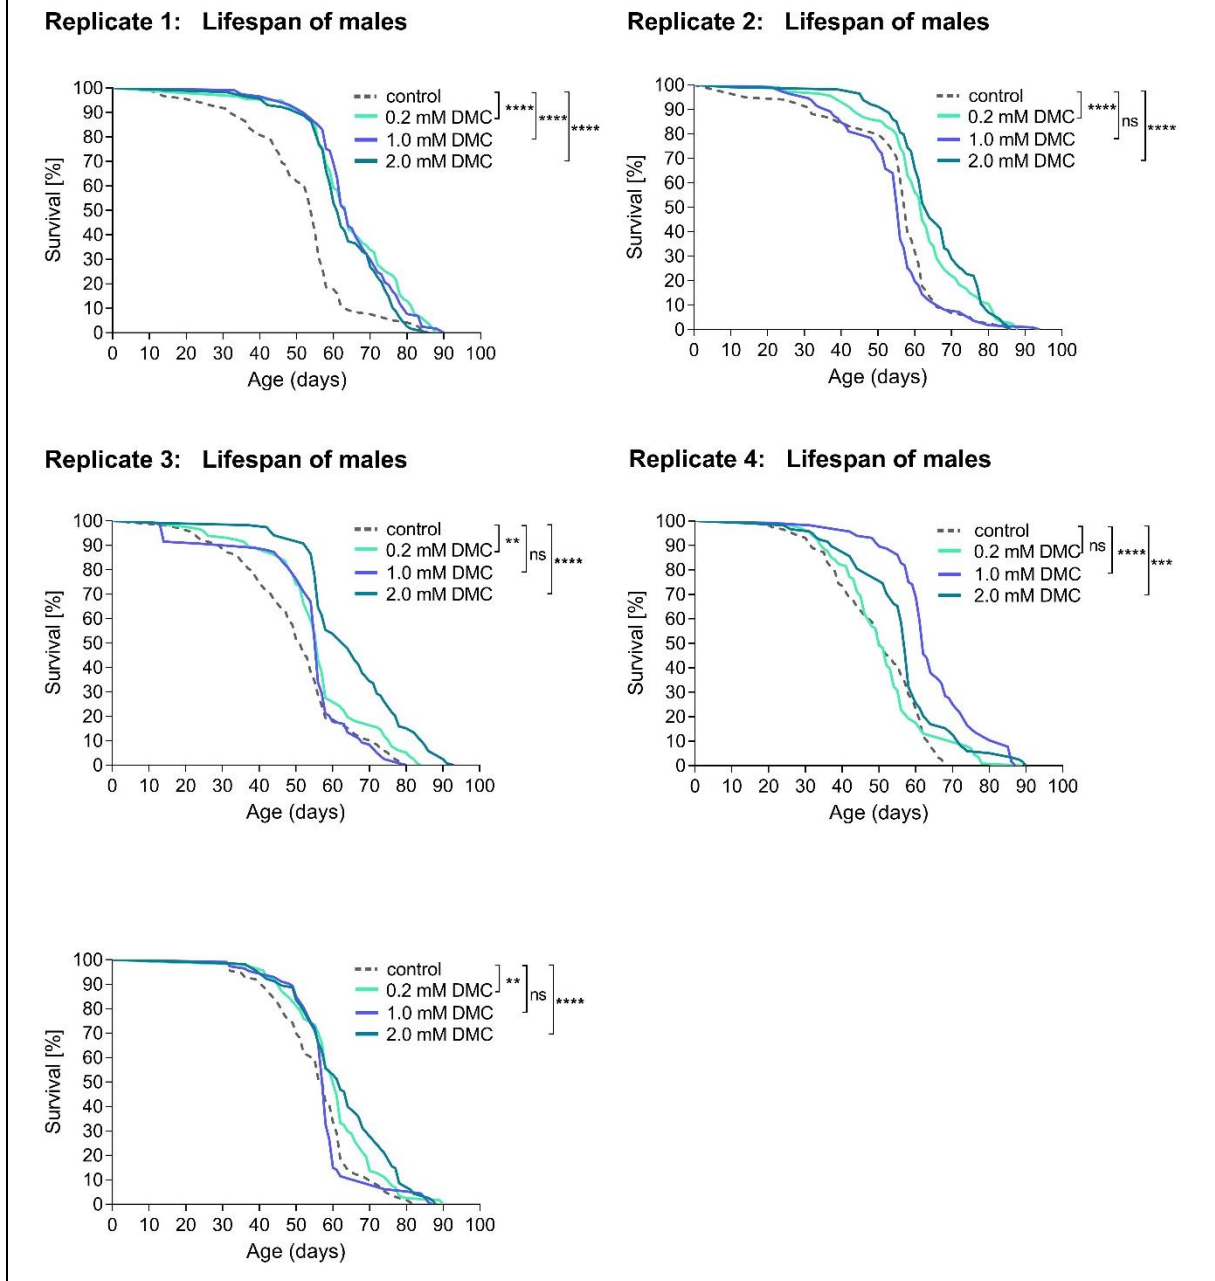 Replicate 1: Lifespan of males
100
90
80
70
60
50
40
30
20
10
0
Survival [%]
control
0.2 mM DMC
1.0 mM DMC
2.0 mM DMC
****
****
****
0 10 20 30 40 50 60 70 80 90 100
Age (days)
Replicate 2: Lifespan of males
100
90
80
70
60
50
40
30
20
10
0
Survival [%]
control
0.2 mM DMC
1.0 mM DMC
2.0 mM DMC
****
ns
****
0 10 20 30 40 50 60 70 80 90 100
Age (days)
Replicate 3: Lifespan of males
100
90
80
70
60
50
40
30
20
10
0
Survival [%]
control
0.2 mM DMC
1.0 mM DMC
2.0 mM DMC
**
ns
****
0 10 20 30 40 50 60 70 80 90 100
Age (days)
Replicate 4: Lifespan of males
100
90
80
70
60
50
40
30
20
10
0
Survival [%]
control
0.2 mM DMC
1.0 mM DMC
2.0 mM DMC
ns
****
***
0 10 20 30 40 50 60 70 80 90 100
Age (days)
100
90
80
70
60
50
40
30
20
10
0
Survival [%]
control
0.2 mM DMC
1.0 mM DMC
2.0 mM DMC
**
ns
****
0 10 20 30 40 50 60 70 80 90 100
Age (days)